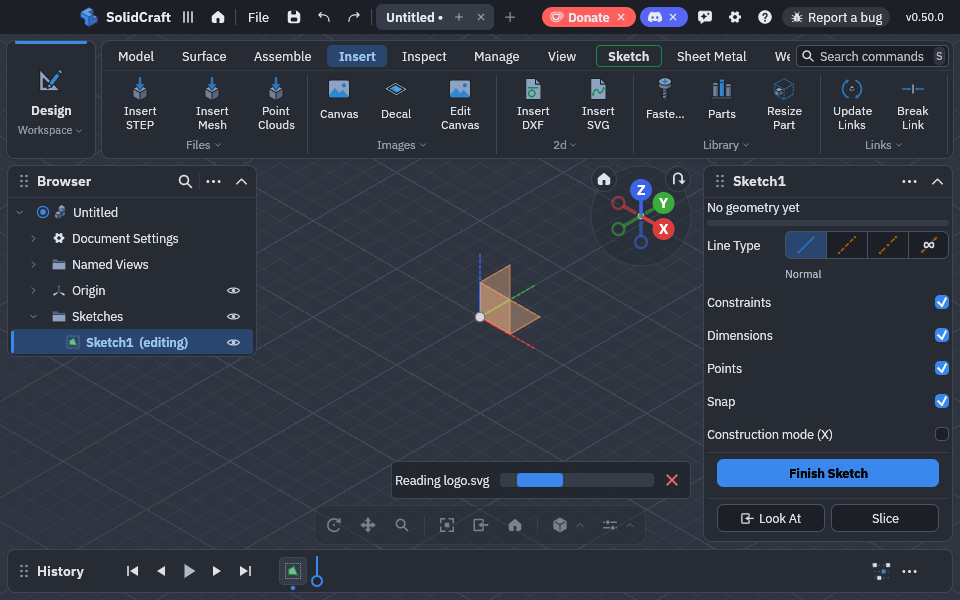 SolidCraft
File
Untitled •
Donate
Report a bug
v0.50.0
Design
Workspace
Model
Surface
Assemble
Insert
Inspect
Manage
View
Sketch
Sheet Metal
Search commands
S
Insert STEP
Insert Mesh
Point Clouds
Files
Canvas
Decal
Edit Canvas
Images
Insert DXF
Insert SVG
2d
Faste...
Parts
Resize Part
Library
Update Links
Break Link
Links
Browser
Untitled
Document Settings
Named Views
Origin
Sketches
Sketch1 (editing)
Z
Y
X
Sketch1
No geometry yet
Line Type
Normal
Constraints
Dimensions
Points
Snap
Construction mode (X)
Finish Sketch
Look At
Slice
Reading logo.svg
History